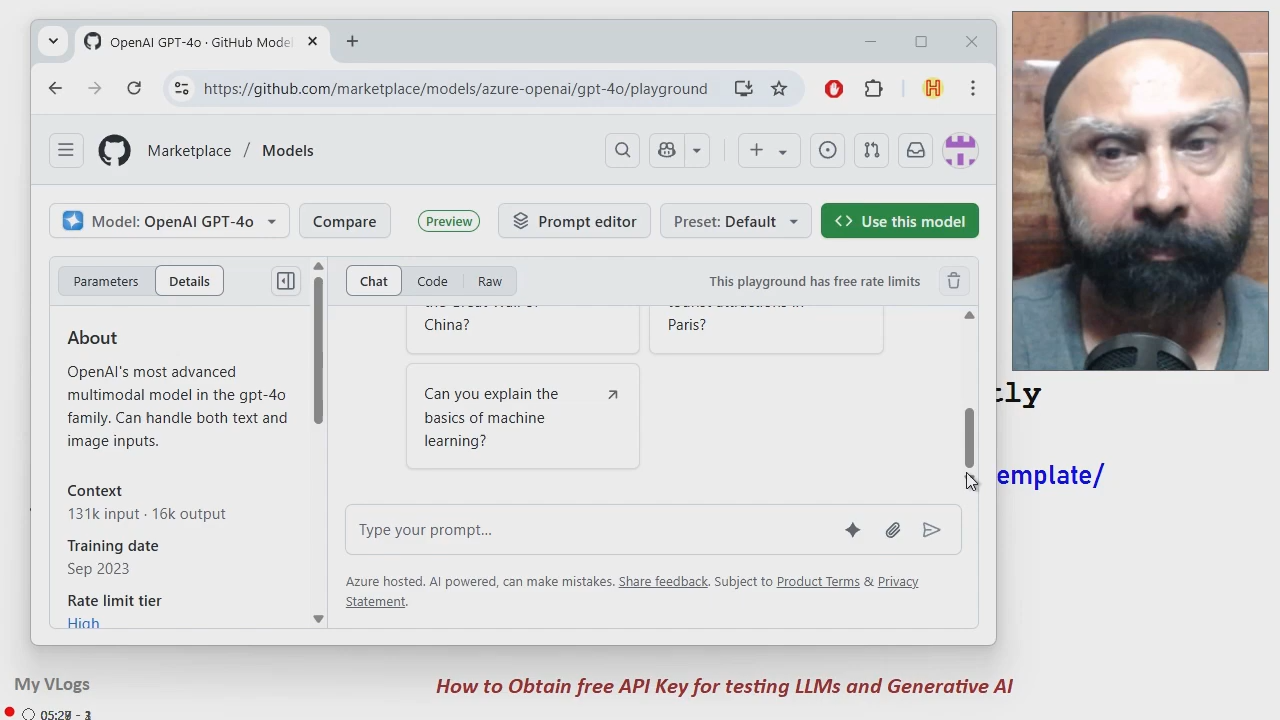 OpenAI GPT-4o · GitHub Model
http://github.com/marketplace/models/azure-openai/gpt-4o/playground
H
Marketplace / Models
Model: OpenAI GPT-4o
Compare
Preview
Prompt editor
Preset: Default
Use this model
Parameters
Details
Chat
Code
Raw
This playground has free rate limits
About
OpenAI's most advanced
multimodal model in the gpt-4o
family. Can handle both text and
image inputs.
Context
131k input · 16k output
Training date
Sep 2023
Rate limit tier
High
China?
Paris?
Can you explain the
basics of machine
learning?
Type your prompt...
Azure hosted. AI powered, can make mistakes. Share feedback. Subject to Product Terms & Privacy
Statement.
tly
emplate/
My VLogs
How to Obtain free API Key for testing LLMs and Generative AI